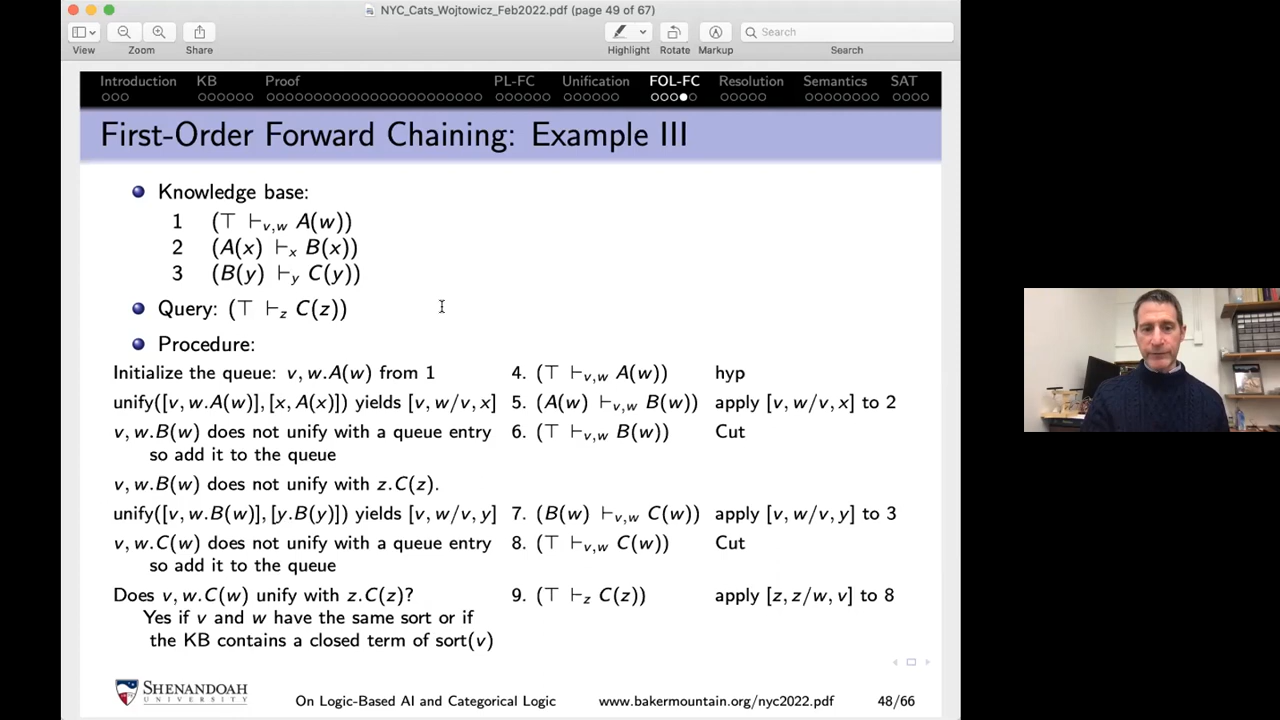 NYC_Cats_Wojtowicz_Feb2022.pdf (page 49 of 67)
View Zoom Share Highlight Rotate Markup Search
Search
Introduction KB Proof PL-FC Unification FOL-FC Resolution Semantics SAT
First-Order Forward Chaining: Example III
Knowledge base:
1 (⊤ ⊢v,w A(w))
2 (A(x) ⊢x B(x))
3 (B(y) ⊢y C(y))
Query: (⊤ ⊢z C(z))
Procedure:
Initialize the queue: v, w.A(w) from 1 4. (⊤ ⊢v,w A(w)) hyp
unify([v, w.A(w)], [x, A(x)]) yields [v, w/v, x] 5. (A(w) ⊢v,w B(w)) apply [v, w/v, x] to 2
v, w.B(w) does not unify with a queue entry 6. (⊤ ⊢v,w B(w)) Cut
so add it to the queue
v, w.B(w) does not unify with z.C(z).
unify([v, w.B(w)], [y.B(y)]) yields [v, w/v, y] 7. (B(w) ⊢v,w C(w)) apply [v, w/v, y] to 3
v, w.C(w) does not unify with a queue entry 8. (⊤ ⊢v,w C(w)) Cut
so add it to the queue
Does v, w.C(w) unify with z.C(z)? 9. (⊤ ⊢z C(z)) apply [z, z/w, v] to 8
Yes if v and w have the same sort or if
the KB contains a closed term of sort(v)
SHENANDOAH
UNIVERSITY
On Logic-Based AI and Categorical Logic www.bakermountain.org/nyc2022.pdf 48/66